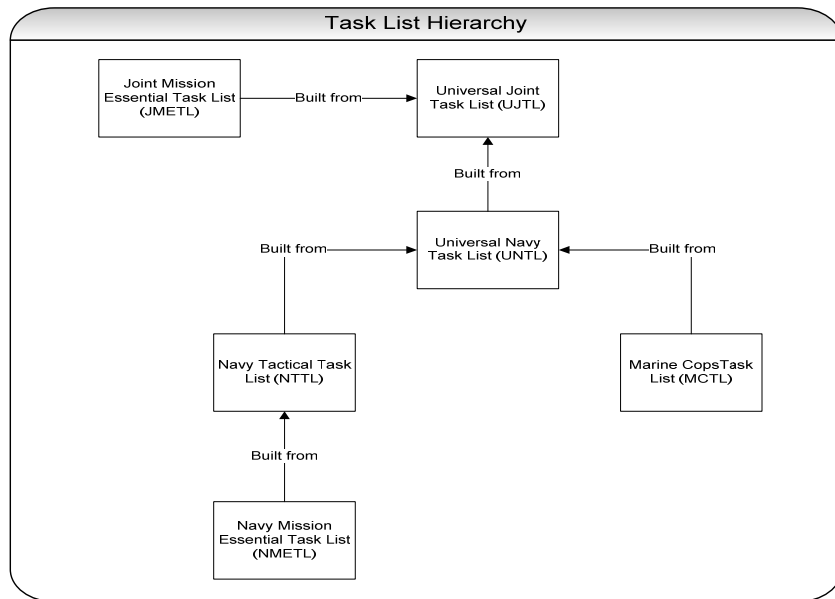 Task List Hierarchy
Joint Mission
Essential Task List
(JMETL)
Built from
Universal Joint
Task List (UJTL)
Built from
Built from
Universal Navy
Task List (UNTL)
Built from
Navy Tactical Task
List (NTTL)
Marine CopsTask
List (MCTL)
Built from
Navy Mission
Essential Task List
(NMETL)